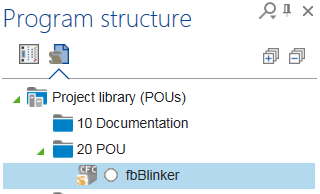 Program structure
Project library (POUs)
10 Documentation
20 POU
CFC
fbBlinker